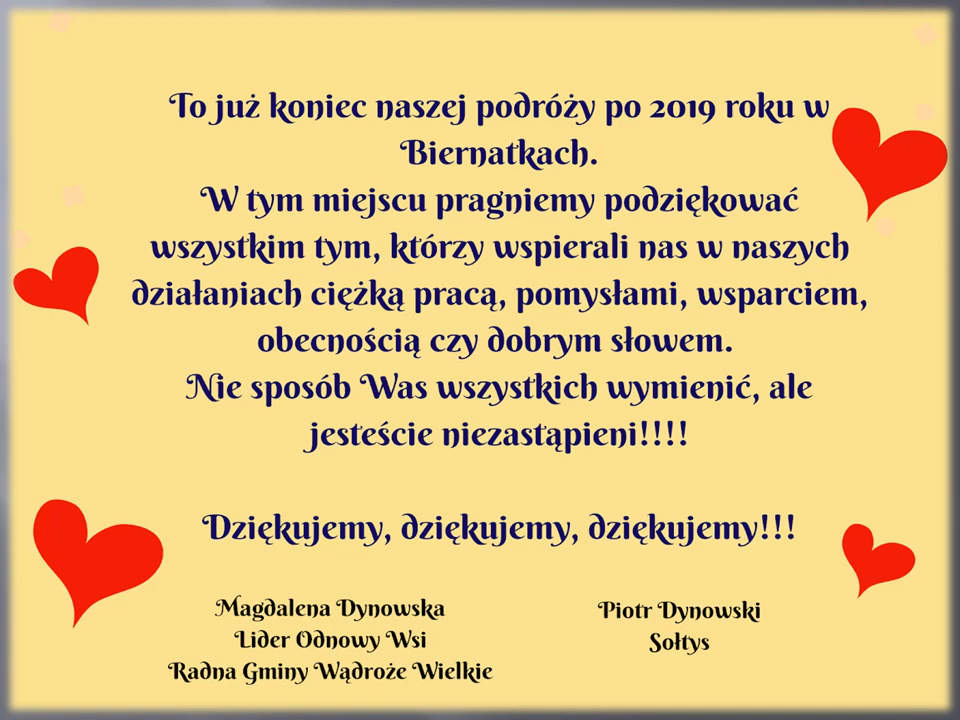 To już koniec naszej podróży po 2019 roku w
Biernatkach.
W tym miejscu pragniemy podziękować
wszystkim tym, którzy wspierali nas w naszych
działaniach ciężką pracą, pomysłami, wsparciem,
obecnością czy dobrym słowem.
Nie sposób Was wszystkich wymienić, ale
jesteście niezastąpieni!!!!
Dziękujemy, dziękujemy, dziękujemy!!!
Magdalena Dynowska
Lider Odnowy Wsi
Radna Gminy Wądroże Wielkie
Piotr Dynowski
Sołtys